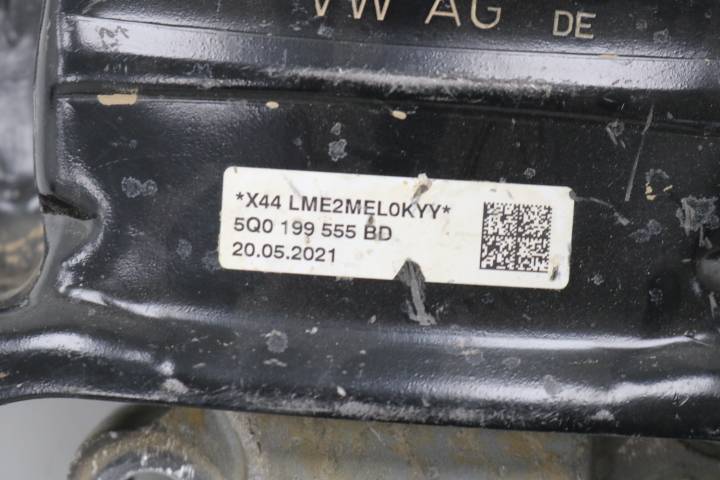 VW AG DE
*X44 LME2MEL0KYY*
5Q0 199 555 BD
20.05.2021